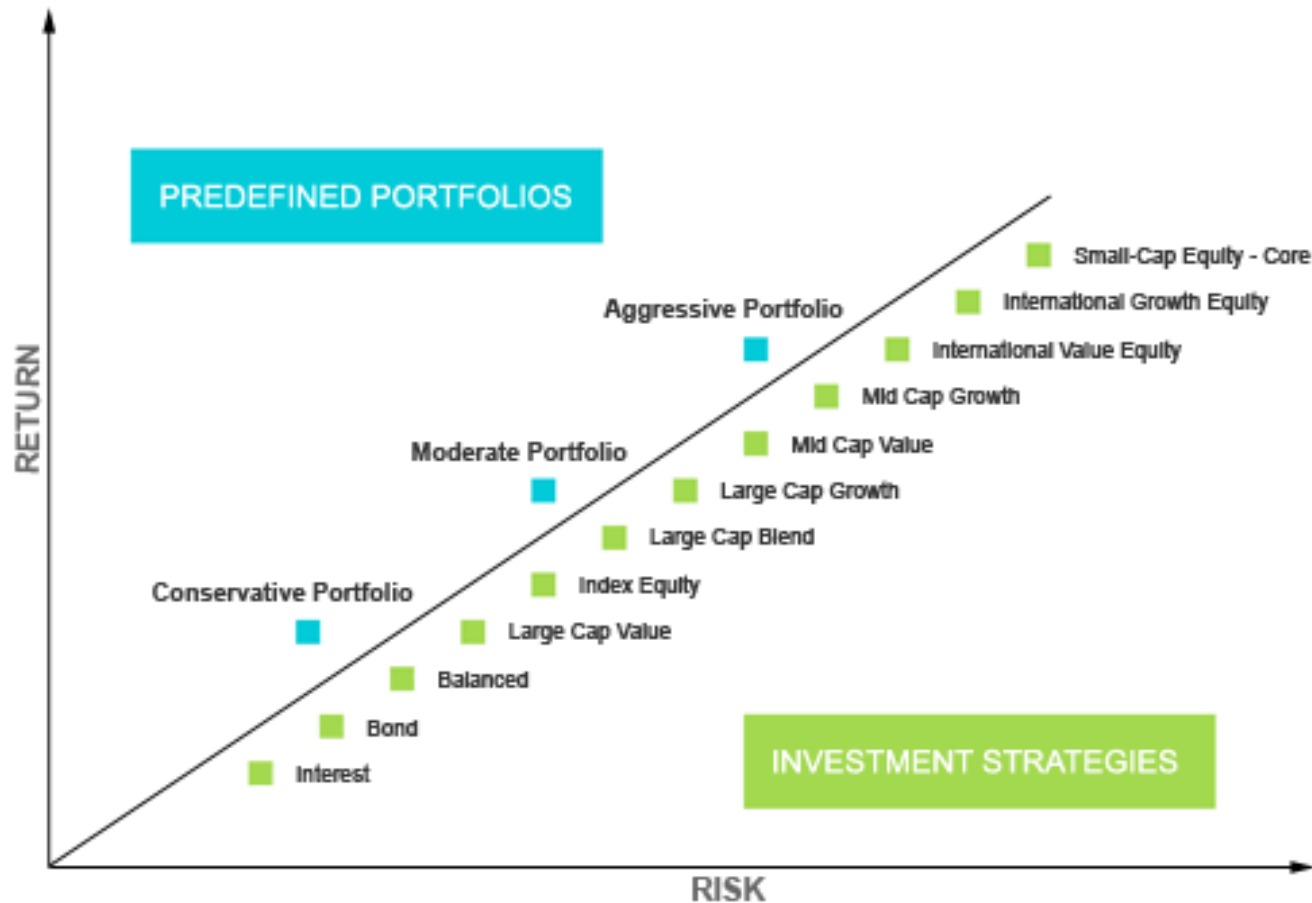 PREDEFINED PORTFOLIOS
Small-Cap Equity - Core
International Growth Equity
Aggressive Portfolio
International Value Equity
Mid Cap Growth
RETURN
Mid Cap Value
Moderate Portfolio
Large Cap Growth
Large Cap Blend
Index Equity
Conservative Portfolio
Large Cap Value
Balanced
Bond
INVESTMENT STRATEGIES
Interest
RISK